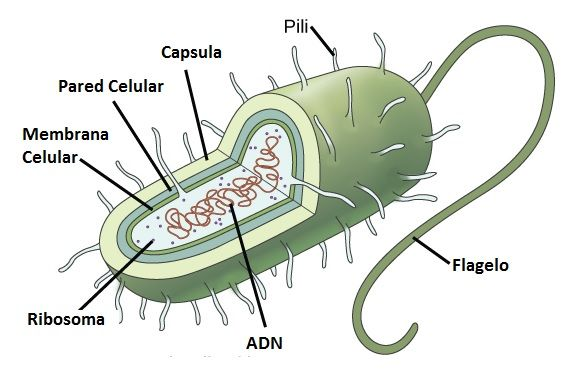 Pili
Capsula
Pared Celular
Membrana
Celular
Flagelo
Ribosoma
ADN